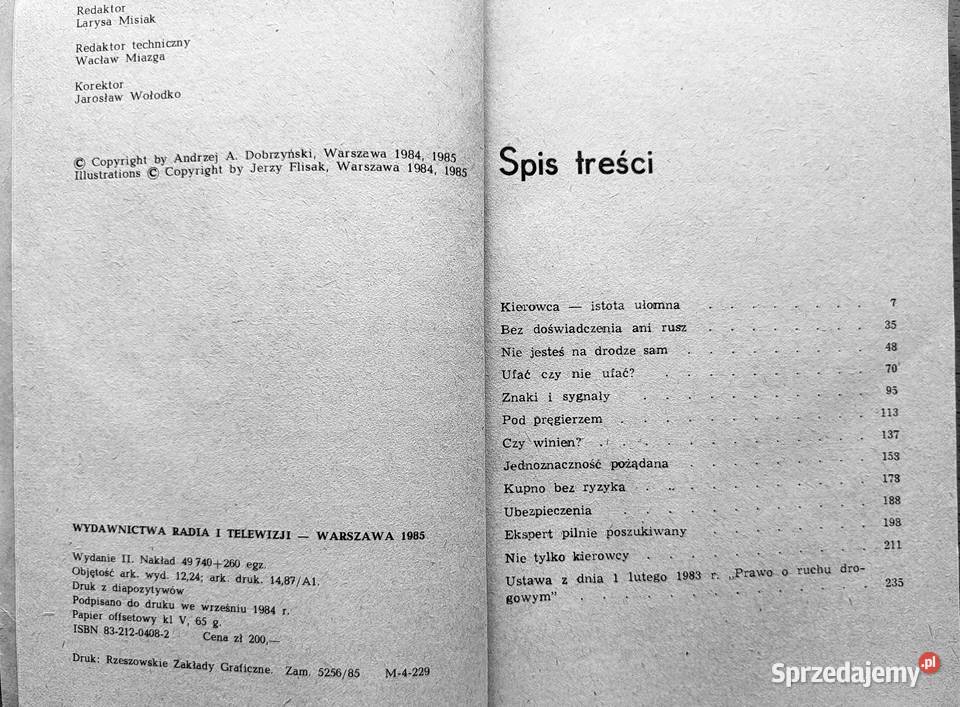 Redaktor
Larysa Misiak
Redaktor techniczny
Wacław Miazga
Korektor
Jarosław Wołodko
© Copyright by Andrzej A. Dobrzyński, Warszawa 1984, 1985
Illustrations © Copyright by Jerzy Flisak, Warszawa 1984, 1985
WYDAWNICTWA RADIA I TELEWIZJI — WARSZAWA 1985
Wydanie II. Nakład 49 740+260 egz.
Objętość ark. wyd. 12,24; ark. druk. 14,87/A1.
Druk z diapozytywów
Podpisano do druku we wrześniu 1984 r.
Papier offsetowy kl V, 65 g.
ISBN 83-212-0408-2 Cena zł 200,—
Druk: Rzeszowskie Zakłady Graficzne. Zam. 5256/85 M-4-229
Spis treści
Kierowca — istota ułomna . . . . . . . . 7
Bez doświadczenia ani rusz . . . . . . . . 35
Nie jesteś na drodze sam . . . . . . . . 48
Ufać czy nie ufać? . . . . . . . . . 70
Znaki i sygnały . . . . . . . . . . 95
Pod pręgierzem . . . . . . . . . . . 113
Czy winien? . . . . . . . . . . . 137
Jednoznaczność pożądana . . . . . . . . 153
Kupno bez ryzyka . . . . . . . . . . 178
Ubezpieczenia . . . . . . . . . . 188
Ekspert pilnie poszukiwany . . . . . . . . 198
Nie tylko kierowcy . . . . . . . . . . 211
Ustawa z dnia 1 lutego 1983 r. „Prawo o ruchu dro-
gowym" . . . . . . . . . . . . 235
Sprzedajemy.pl